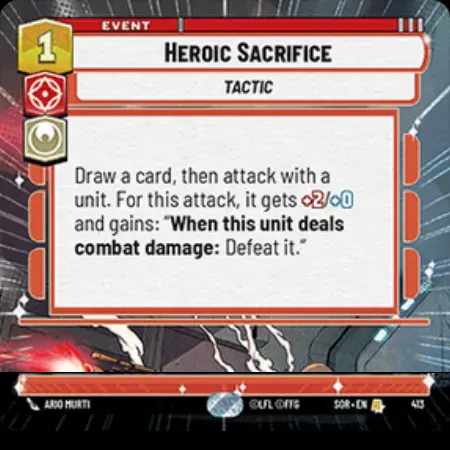 EVENT
1
HEROIC SACRIFICE
TACTIC
Draw a card, then attack with a
unit. For this attack, it gets +2/+0
and gains: “When this unit deals
combat damage: Defeat it.”
ARIO MURTI
©LFL ©FFG
SOR • EN
413